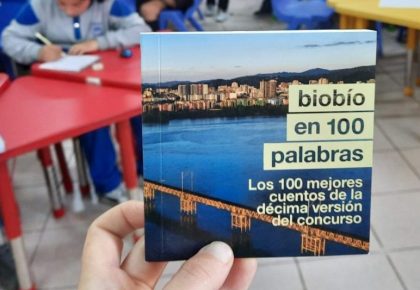 biobío
en 100
palabras
Los 100 mejores
cuentos de la
décima versión
del concurso